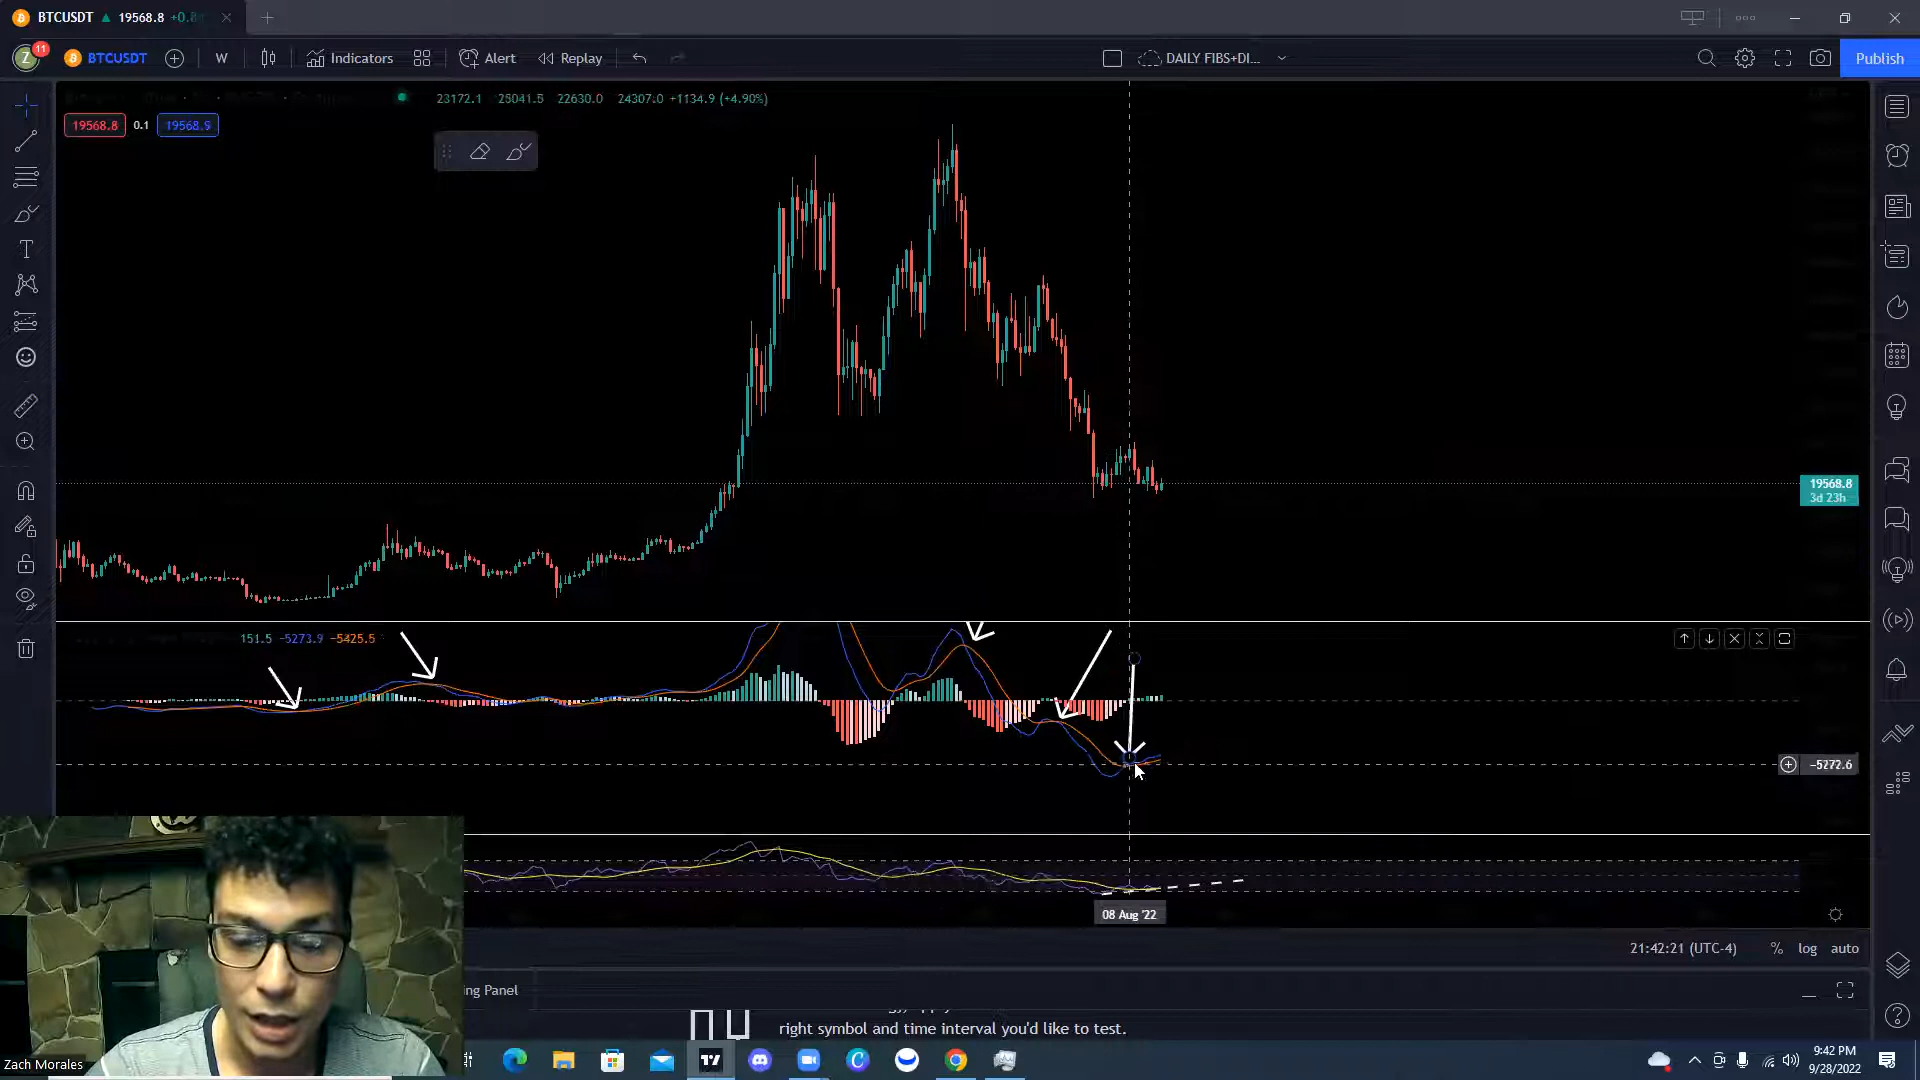 BTCUSDT ▲ 19568.8
Z 11 BTCUSDT W Indicators Alert Replay DAILY FIBS+DI... Publish
23172.1 25041.5 22630.0 24307.0 +1134.9 (+4.90%)
19568.8 0.1 19568.9
19568.8
3d 23h
151.5 -5273.9 -5425.5
-5272.6
08 Aug '22
21:42:21 (UTC-4) % log auto
ng Panel
right symbol and time interval you'd like to test.
Zach Morales
9:42 PM
9/28/2022